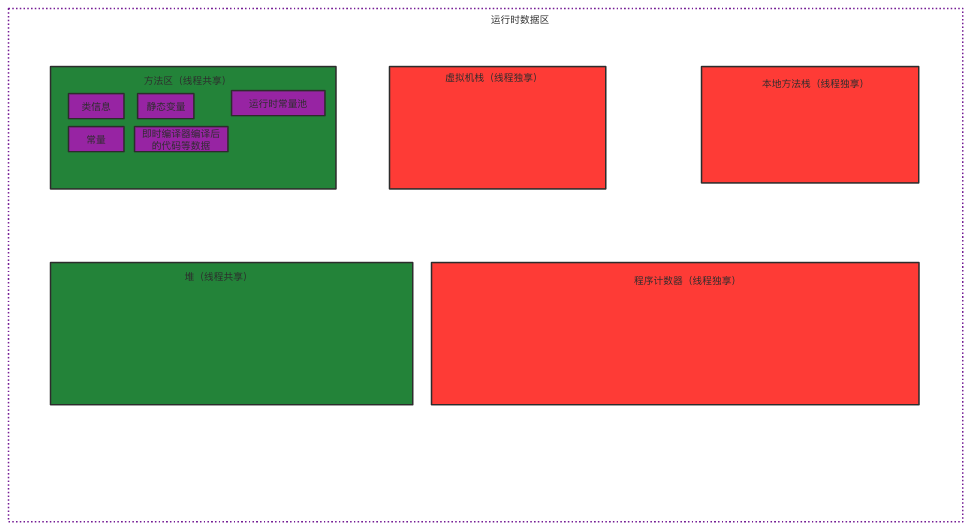 运行时数据区
方法区（线程共享）
类信息
静态变量
运行时常量池
常量
即时编译器编译后
的代码等数据
虚拟机栈（线程独享）
本地方法栈（线程独享）
堆（线程共享）
程序计数器（线程独享）